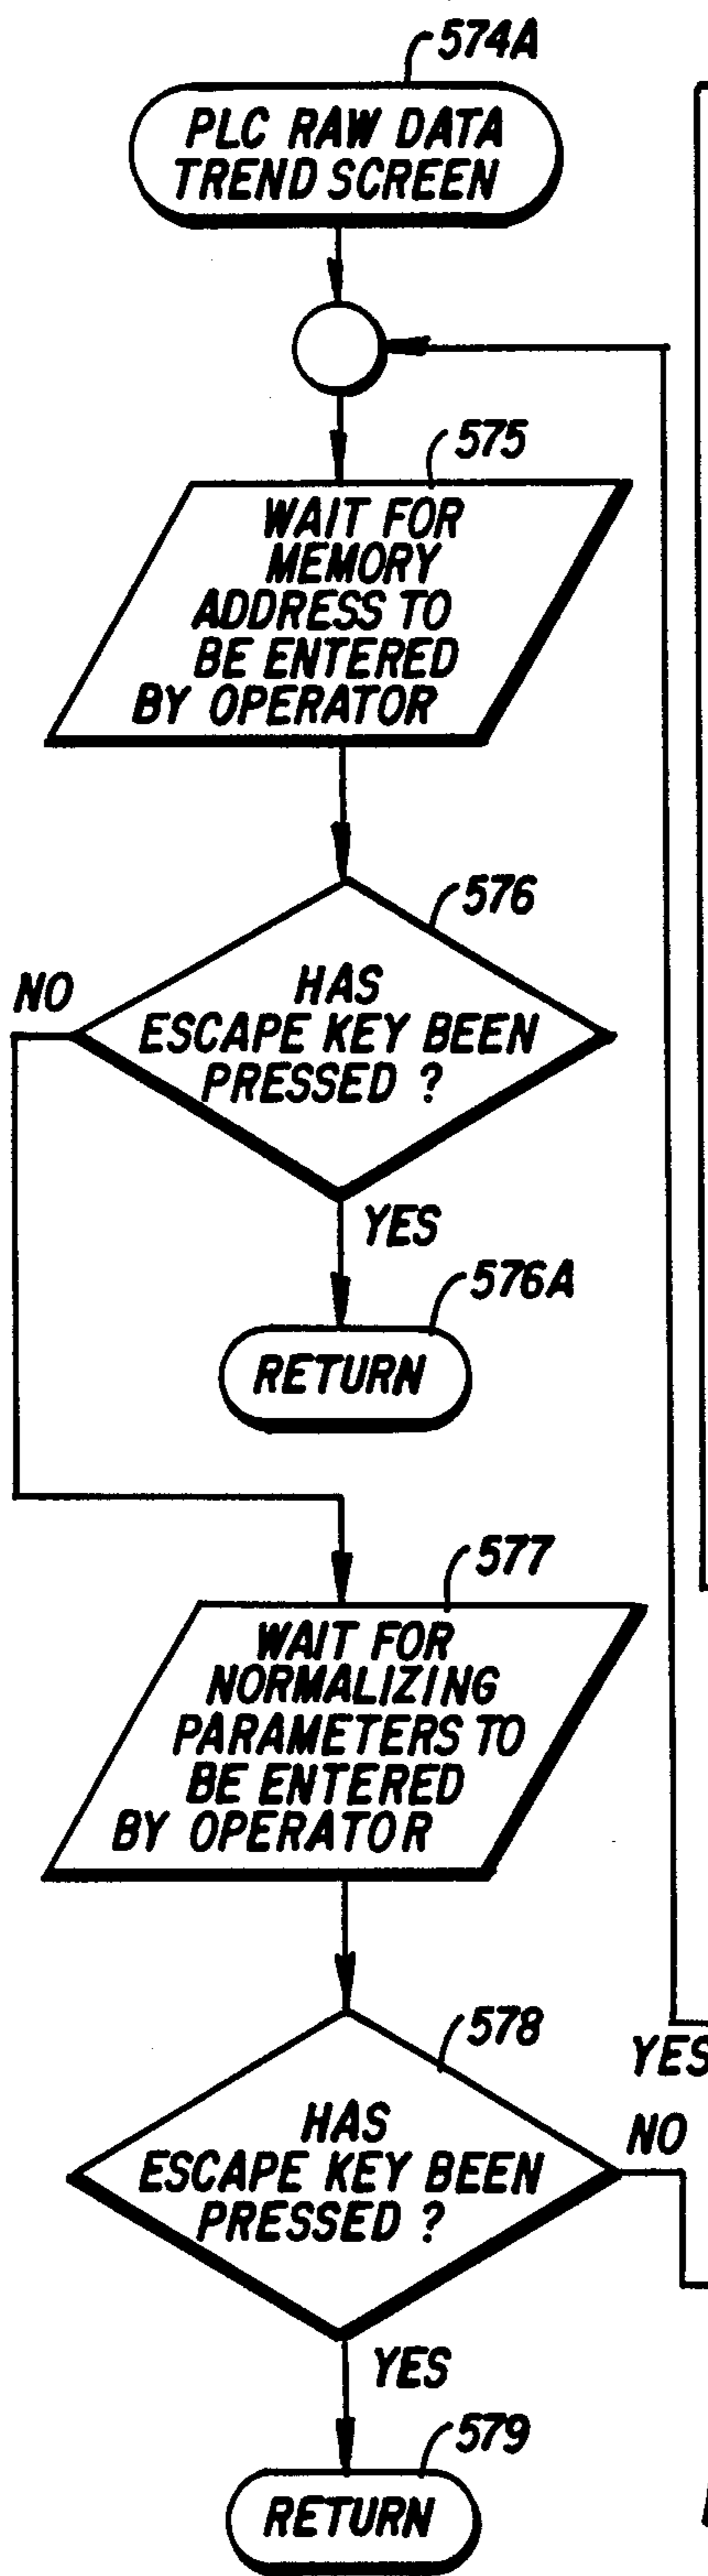 574A
PLC RAW DATA
TREND SCREEN
575
WAIT FOR
MEMORY
ADDRESS TO
BE ENTERED
BY OPERATOR
576
NO
HAS
ESCAPE KEY BEEN
PRESSED ?
YES
576A
RETURN
577
WAIT FOR
NORMALIZING
PARAMETERS TO
BE ENTERED
BY OPERATOR
578
YES
NO
HAS
ESCAPE KEY BEEN
PRESSED ?
YES
579
RETURN